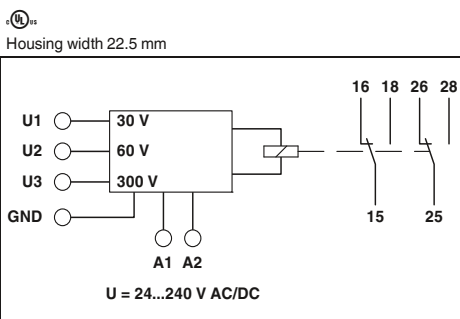 c UL us
Housing width 22.5 mm
16 18 26 28
U1 30 V
U2 60 V
U3 300 V
GND
15 25
A1 A2
U = 24...240 V AC/DC